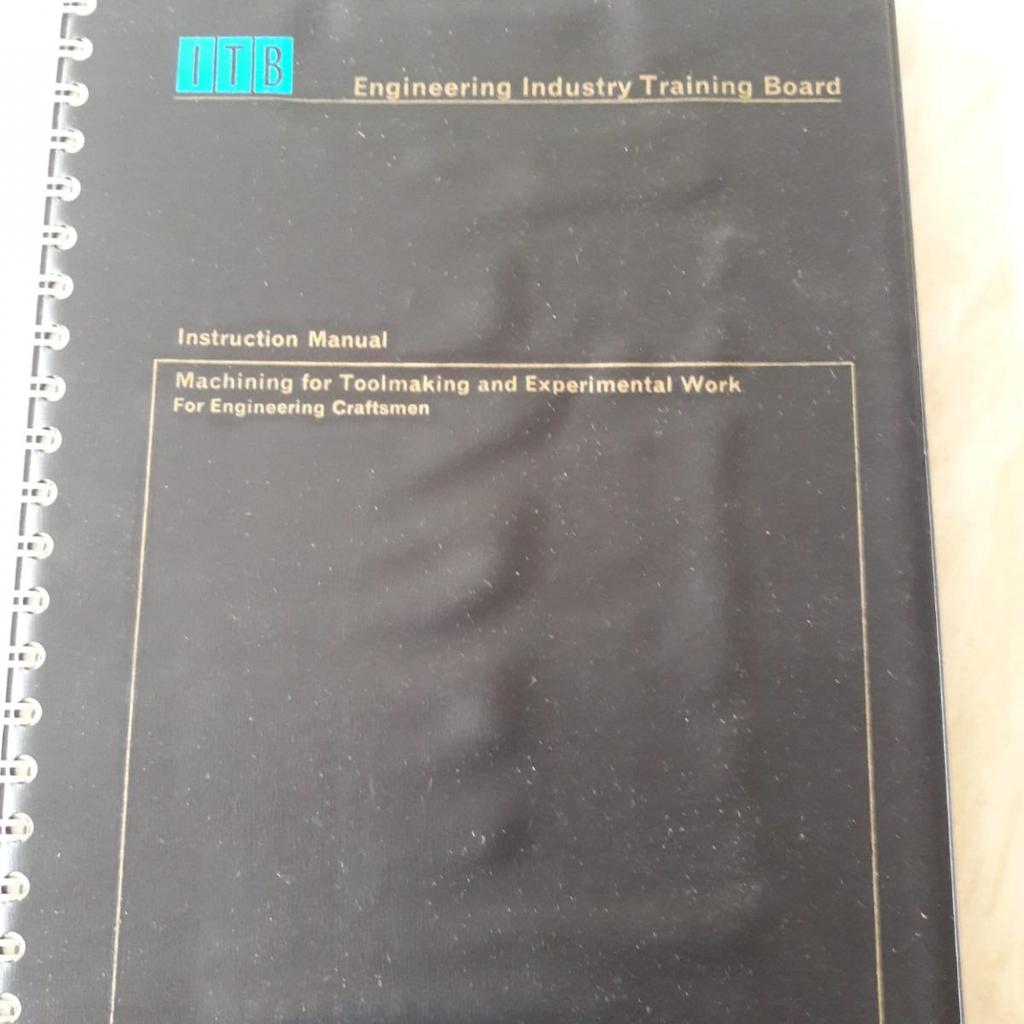 ITB
Engineering Industry Training Board
Instruction Manual
Machining for Toolmaking and Experimental Work
For Engineering Craftsmen